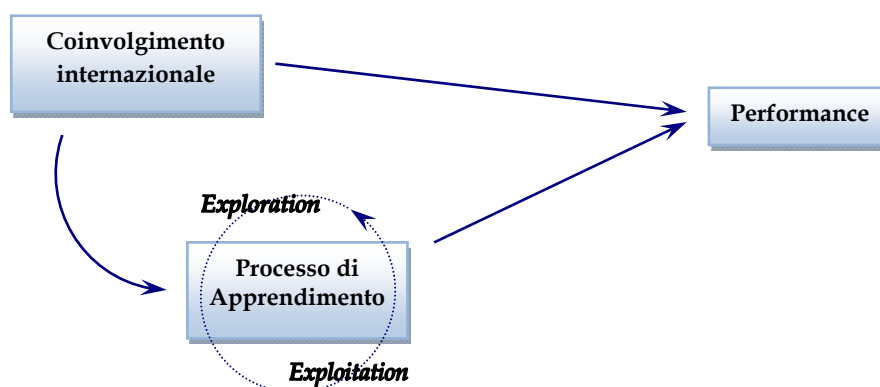 Coinvolgimento
internazionale
Performance
Exploration
Processo di
Apprendimento
Exploitation